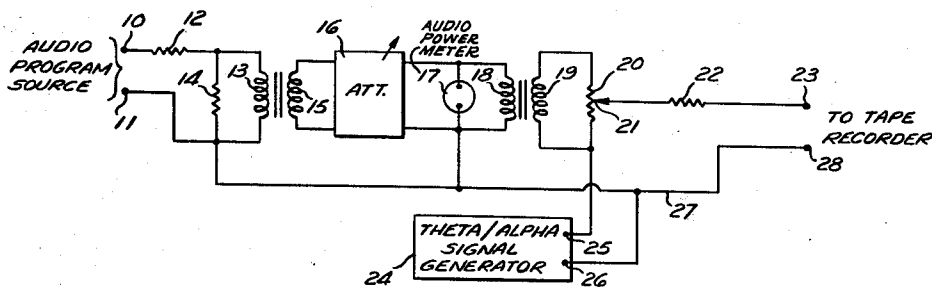 10
12
AUDIO
PROGRAM
SOURCE
11
14
13
15
16
ATT.
AUDIO
POWER
METER
17
18
19
20
21
22
23
TO TAPE
RECORDER
28
27
THETA/ALPHA
SIGNAL
GENERATOR
24
25
26